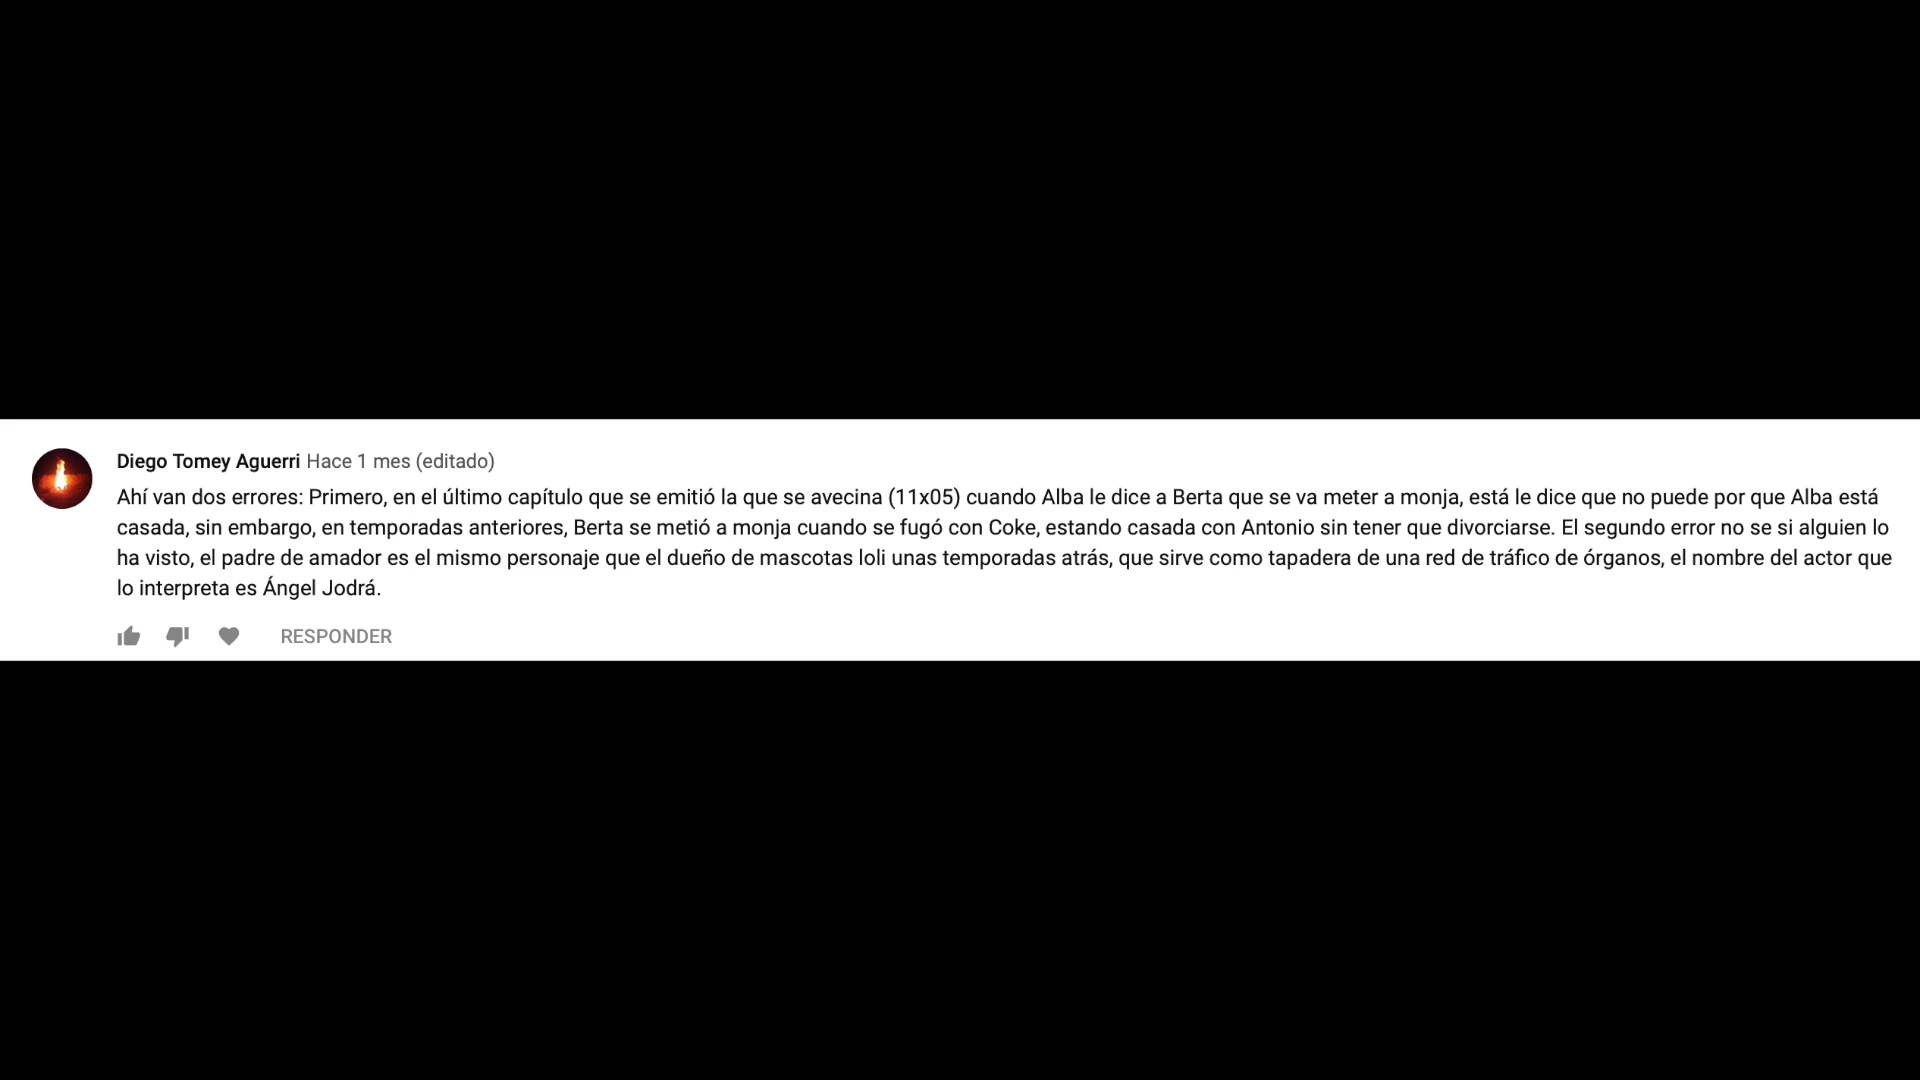 Diego Tomey Aguerri Hace 1 mes (editado)
Ahí van dos errores: Primero, en el último capítulo que se emitió la que se avecina (11x05) cuando Alba le dice a Berta que se va meter a monja, está le dice que no puede por que Alba está
casada, sin embargo, en temporadas anteriores, Berta se metió a monja cuando se fugó con Coke, estando casada con Antonio sin tener que divorciarse. El segundo error no se si alguien lo
ha visto, el padre de amador es el mismo personaje que el dueño de mascotas loli unas temporadas atrás, que sirve como tapadera de una red de tráfico de órganos, el nombre del actor que
lo interpreta es Ángel Jodrá.
RESPONDER